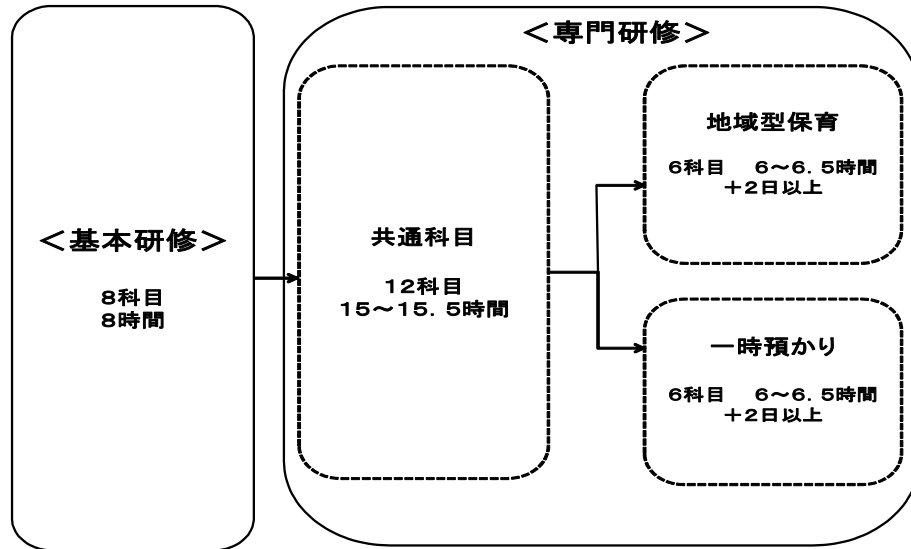 ＜基本研修＞
8科目
8時間
＜専門研修＞
共通科目
12科目
15～15．5時間
地域型保育
6科目　6～6．5時間
＋2日以上
一時預かり
6科目　6～6．5時間
＋2日以上